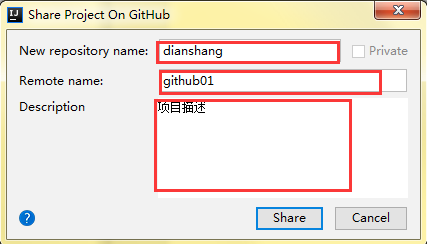 Share Project On GitHub
New repository name: dianshang Private
Remote name: github01
Description 项目描述
Share Cancel